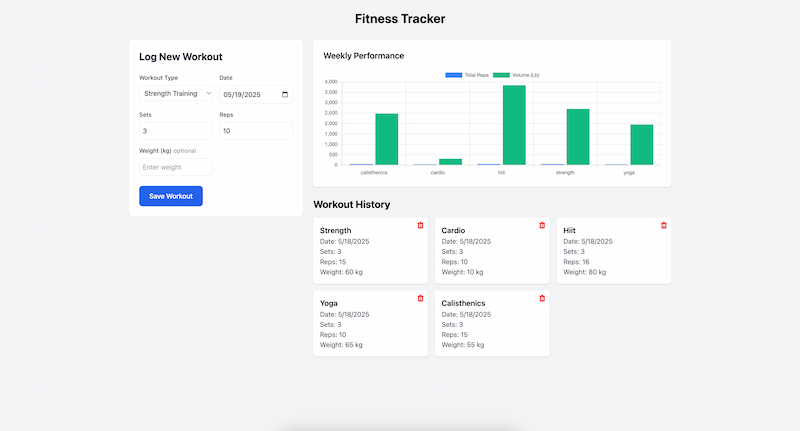 Fitness Tracker
Log New Workout
Workout Type
Date
Strength Training
05/19/2025
Sets
Reps
3
10
Weight (kg) optional
Enter weight
Save Workout
Weekly Performance
Total Reps
Volume (Lb)
4,000
3,500
3,000
2,500
2,000
1,500
1,000
500
0
calisthenics
cardio
hiit
strength
yoga
Workout History
Strength
Date: 5/18/2025
Sets: 3
Reps: 15
Weight: 60 kg
Cardio
Date: 5/18/2025
Sets: 3
Reps: 10
Weight: 10 kg
Hiit
Date: 5/18/2025
Sets: 3
Reps: 16
Weight: 80 kg
Yoga
Date: 5/18/2025
Sets: 3
Reps: 10
Weight: 65 kg
Calisthenics
Date: 5/18/2025
Sets: 3
Reps: 15
Weight: 55 kg